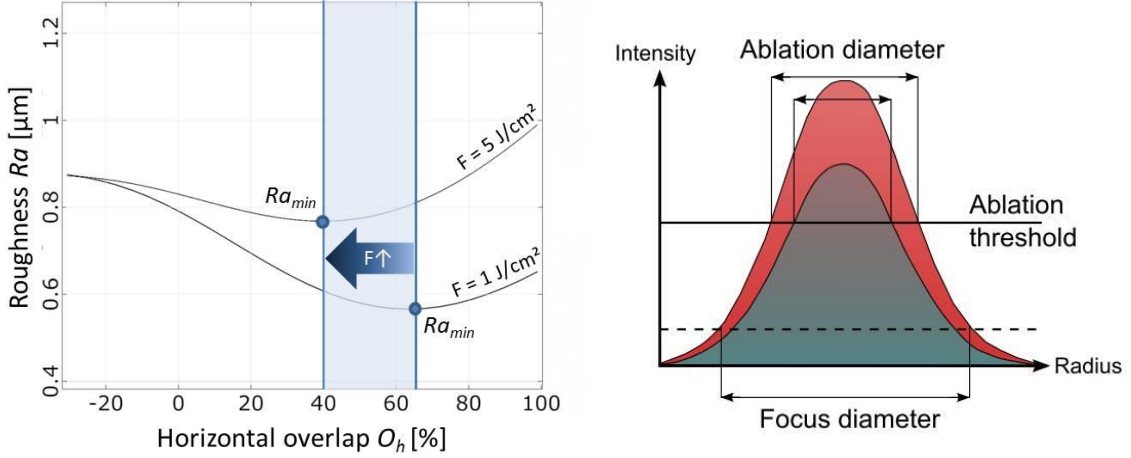 Roughness Ra [μm]
1.2
1
0.8
0.6
0.4
-20 0 20 40 60 80 100
Horizontal overlap Oh [%]
F = 5 J/cm²
Ramin
F↑
F = 1 J/cm²
Ramin
Intensity
Ablation diameter
Ablation
threshold
Radius
Focus diameter